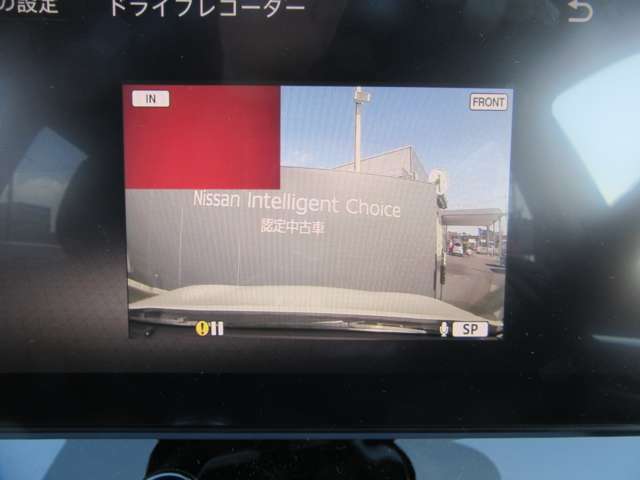 の設定 ドライブレコーダー
IN
FRONT
Nissan Intelligent Choice
認定中古車
SP